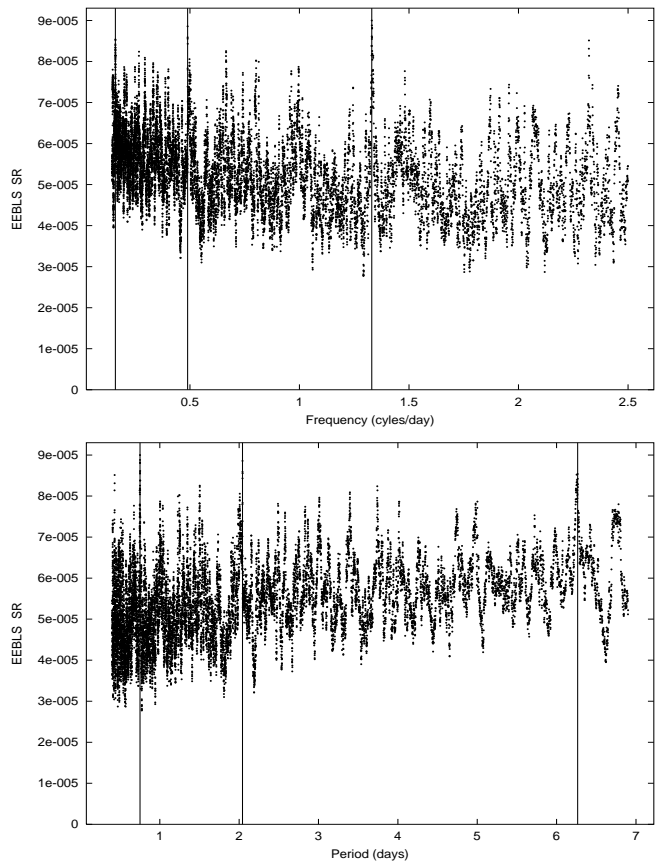 9e-005
8e-005
7e-005
6e-005
5e-005
4e-005
3e-005
2e-005
1e-005
0
EEBLS SR
0.5 1 1.5 2 2.5
Frequency (cyles/day)
9e-005
8e-005
7e-005
6e-005
5e-005
4e-005
3e-005
2e-005
1e-005
0
EEBLS SR
1 2 3 4 5 6 7
Period (days)